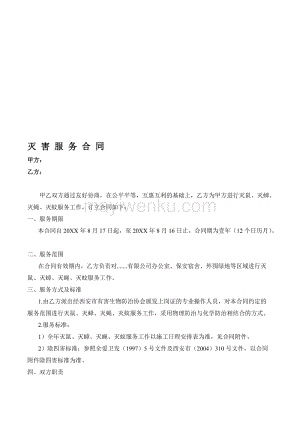 灭 害 服 务 合 同
甲方：
乙方：
甲乙双方通过友好协商，在公平平等，互惠互利的基础上，乙方为甲方进行灭鼠、灭蟑、
灭蝇、灭蚊服务工作，订立合同如下：
一、服务期限
本合同自 20XX 年 8 月 17 日起；至 20XX 年 8 月 16 日止；合同期为壹年（12 个日历月）。
二、服务范围
在合同有效期内，乙方负责对......有限公司办公室、保安宿舍、外围绿地等区域进行灭
鼠、灭蟑、灭蝇、灭蚊服务工作。
三、服务方式及标准
1.由乙方派出经西安市有害生物防治协会颁发上岗证的专业操作人员，对本合同约定的
服务范围进行灭鼠、灭蟑、灭蝇、灭蚊服务工作，采用物理防治与化学防治相结合的方式。
2.服务标准：
1）全年灭鼠、灭蟑、灭蝇、灭蚊服务工作以施工日程安排表为准，见合同附件。
2）除四害标准：参照全爱卫发（1997）5 号文件及西安市（2004）310 号文件，以合同
附件除四害标准为准。
四、双方职责